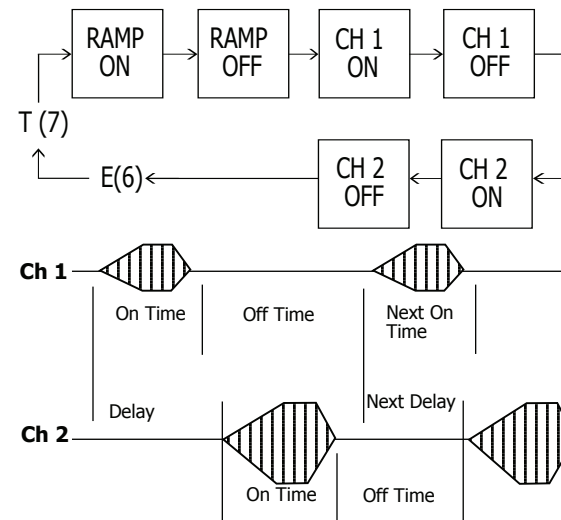 RAMP ON
RAMP OFF
CH 1 ON
CH 1 OFF
T (7)
E(6)
CH 2 OFF
CH 2 ON
Ch 1
On Time
Off Time
Next On
Time
Delay
Next Delay
Ch 2
On Time
Off Time